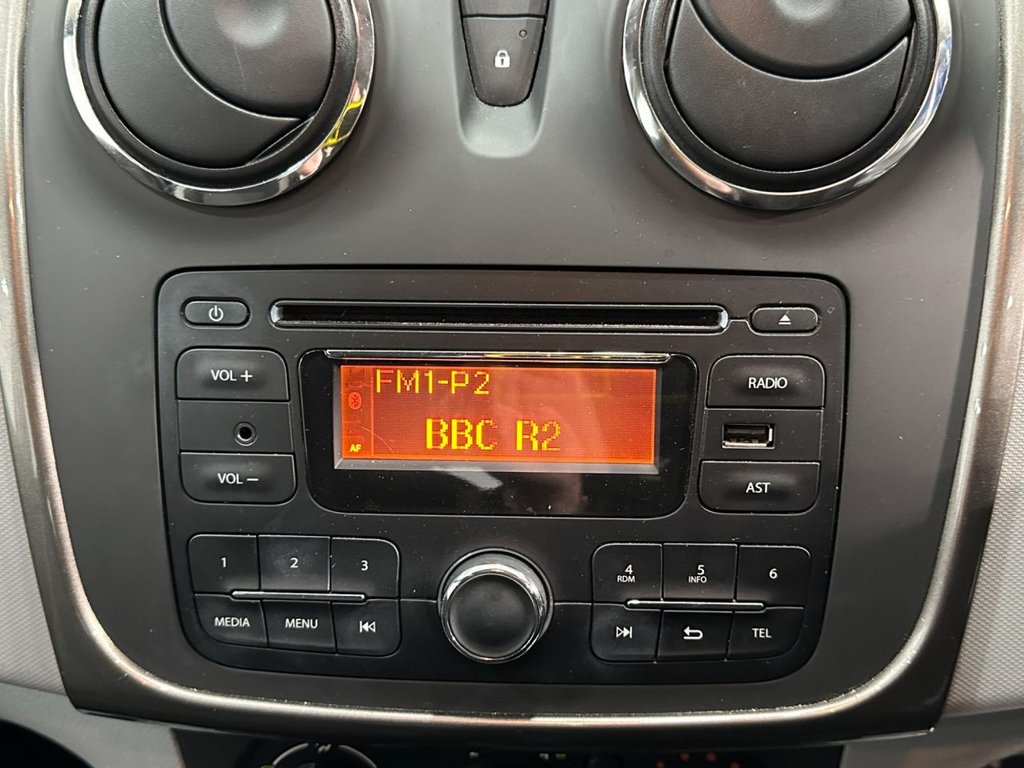 FM1-P2
BBC R2
AF
VOL +
VOL −
RADIO
AST
1
2
3
MEDIA
MENU
4
RDM
5
INFO
6
TEL